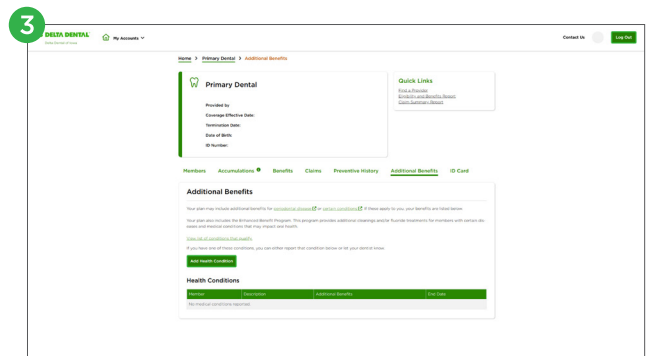 3
DELTA DENTAL
My Accounts
Contact Us
Log Out
Home > Primary Dental > Additional Benefits
Primary Dental
Provided by
Coverage Effective Date:
Termination Date:
Date of Birth:
ID Number:
Quick Links
Find a Provider
Eligibility and Benefits Report
Claim Summary Report
Members Accumulations Benefits Claims Preventive History Additional Benefits ID Card
Additional Benefits
Your plan may include additional benefits for periodontal disease or certain conditions. If these apply to you, your benefits are listed below.
Your plan also includes the Enhanced Benefit Program. This program provides additional cleanings and/or fluoride treatments for members with certain dis-
eases and medical conditions that may impact oral health.
View list of conditions that qualify.
If you have one of these conditions, you can either report that condition below or let your dentist know.
Add Health Condition
Health Conditions
Member Description Additional Benefits End Date
No medical conditions reported